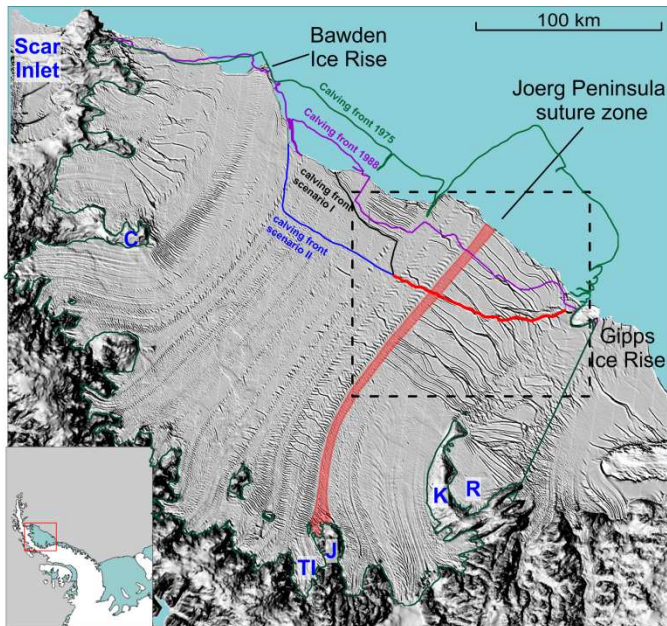 100 km
Scar
Inlet
Bawden
Ice Rise
Joerg Peninsula
suture zone
Calving front 1975
Calving front 1988
calving front
scenario I
calving front
scenario II
C
Gipps
Ice Rise
K
R
J
TI